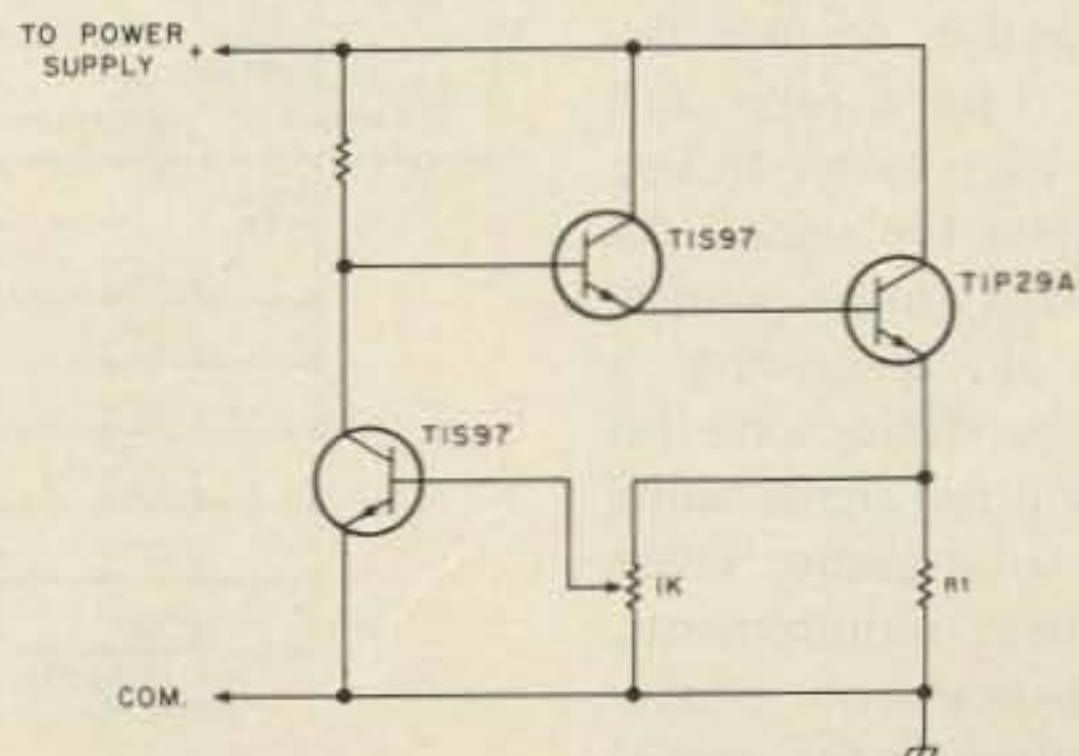 TO POWER +
SUPPLY
TIS97
TIP29A
TIS97
1K
R1
COM.